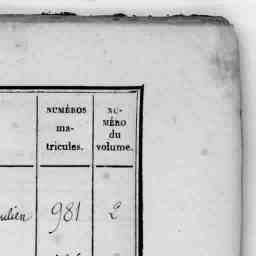 NUMÉROS
ma-
tricules.
NU-
MÉRO
du
volume.
981 2